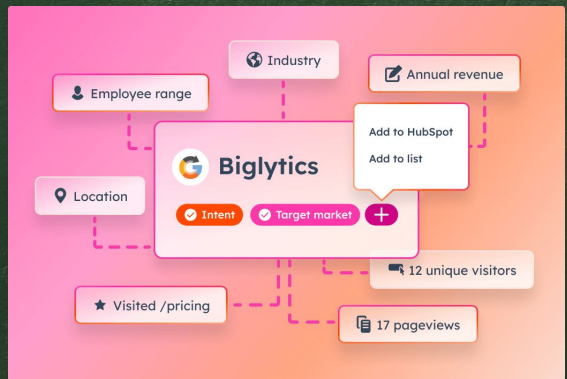 Industry
Annual revenue
Employee range
Add to HubSpot
Add to list
Biglytics
Location
Intent
Target market
12 unique visitors
Visited /pricing
17 pageviews